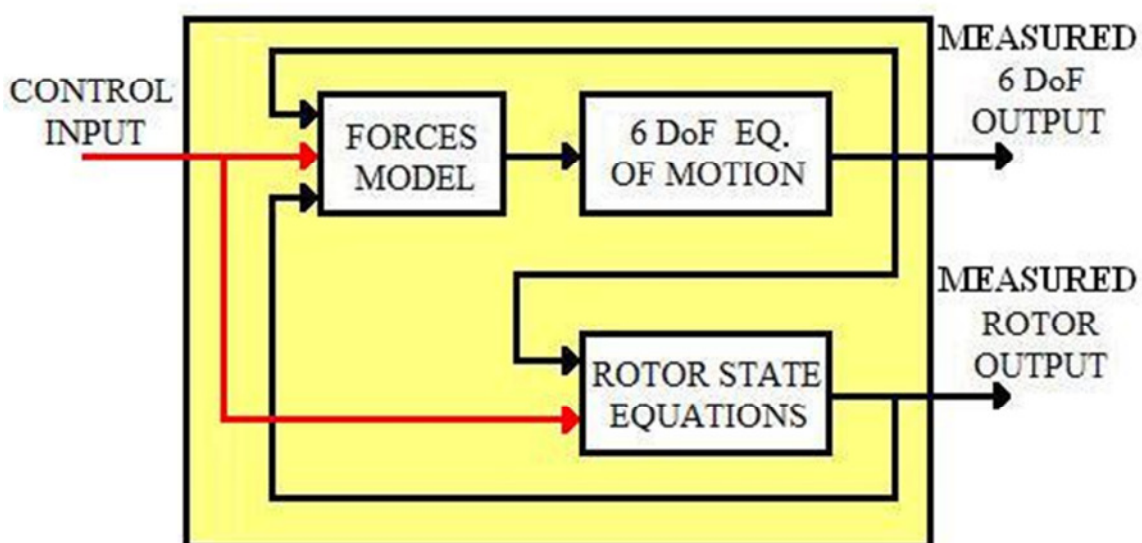 CONTROL
INPUT
FORCES
MODEL
6 DoF EQ.
OF MOTION
MEASURED
6 DoF
OUTPUT
ROTOR STATE
EQUATIONS
MEASURED
ROTOR
OUTPUT